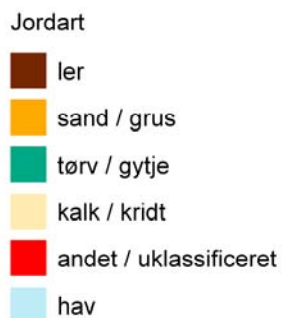 Jordart
ler
sand / grus
tørv / gytje
kalk / kridt
andet / uklassificeret
hav